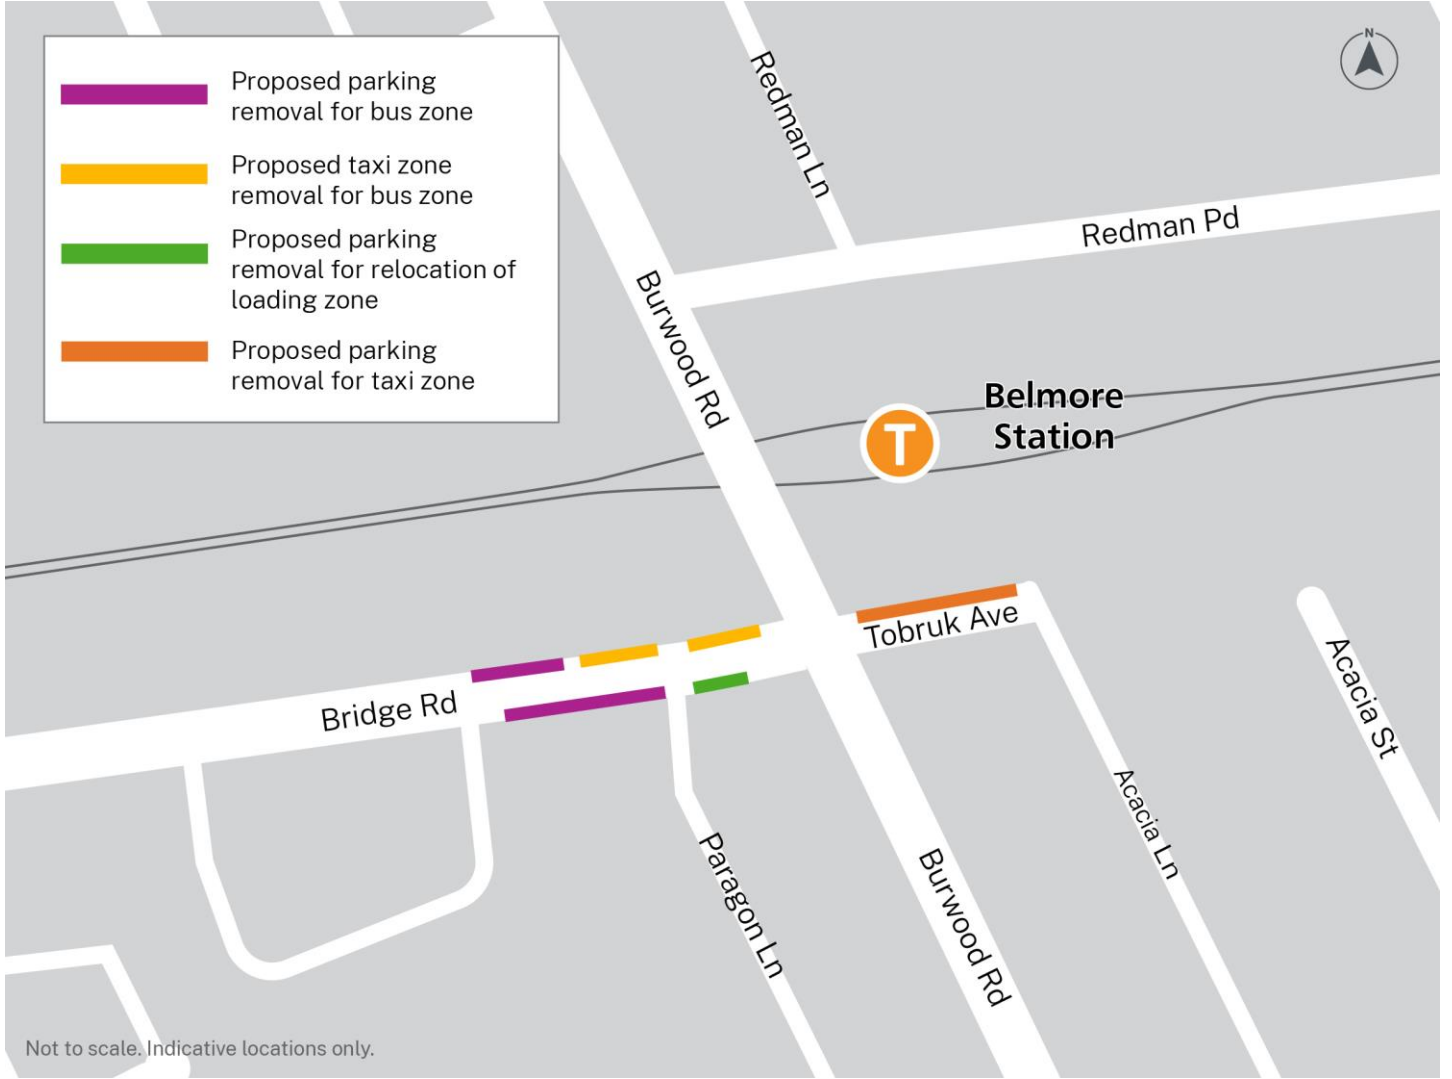 Proposed parking
removal for bus zone
Proposed taxi zone
removal for bus zone
Proposed parking
removal for relocation of
loading zone
Proposed parking
removal for taxi zone
N
Redman Ln
Redman Pd
Burwood Rd
Belmore
Station
T
Tobruk Ave
Bridge Rd
Acacia St
Acacia Ln
Paragon Ln
Burwood Rd
Not to scale. Indicative locations only.